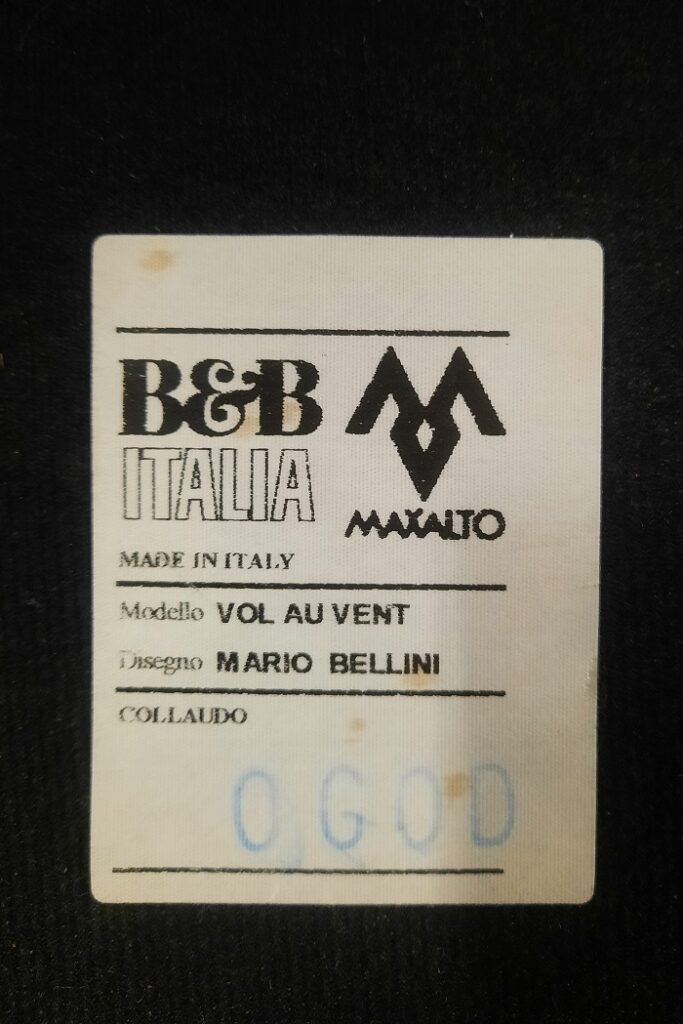 B&B
ITALIA
MAXALTO
MADE IN ITALY
Modello VOL AU VENT
Disegno MARIO BELLINI
COLLAUDO
OGOD